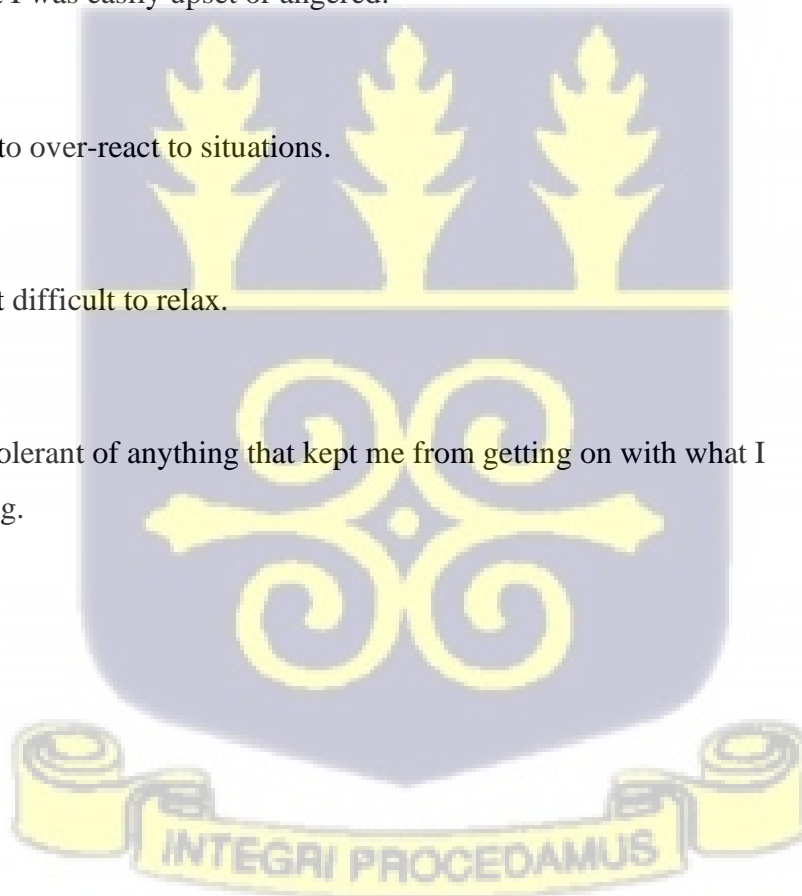 I was easily upset or angered.
to over-react to situations.
t difficult to relax.
olerant of anything that kept me from getting on with what I
g.
INTEGRI PROCEDAMUS